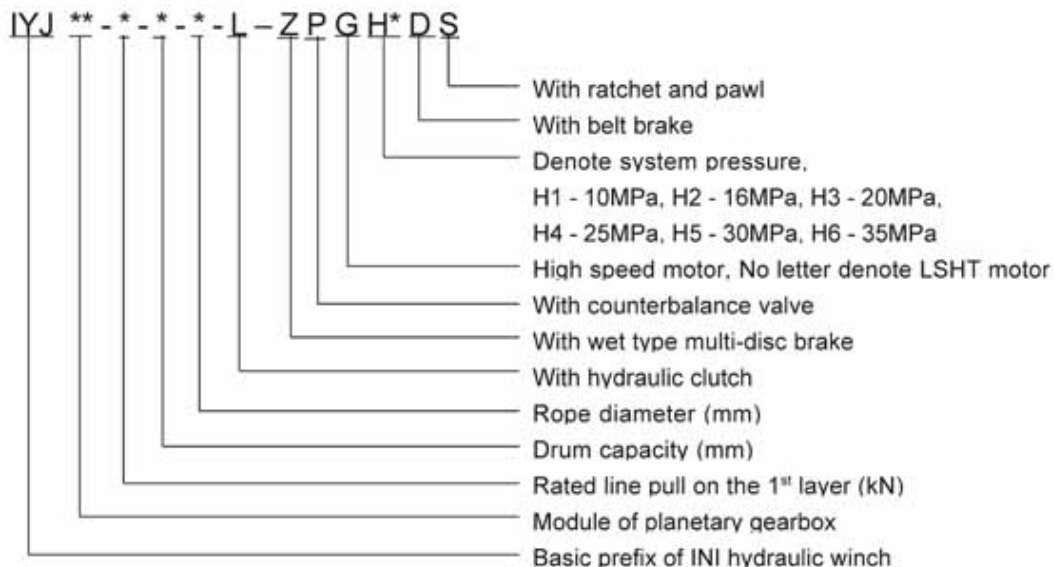 IYJ ** - * - * - * - L – Z P G H* D S
With ratchet and pawl
With belt brake
Denote system pressure,
H1 - 10MPa, H2 - 16MPa, H3 - 20MPa,
H4 - 25MPa, H5 - 30MPa, H6 - 35MPa
High speed motor, No letter denote LSHT motor
With counterbalance valve
With wet type multi-disc brake
With hydraulic clutch
Rope diameter (mm)
Drum capacity (mm)
Rated line pull on the 1st layer (kN)
Module of planetary gearbox
Basic prefix of INI hydraulic winch